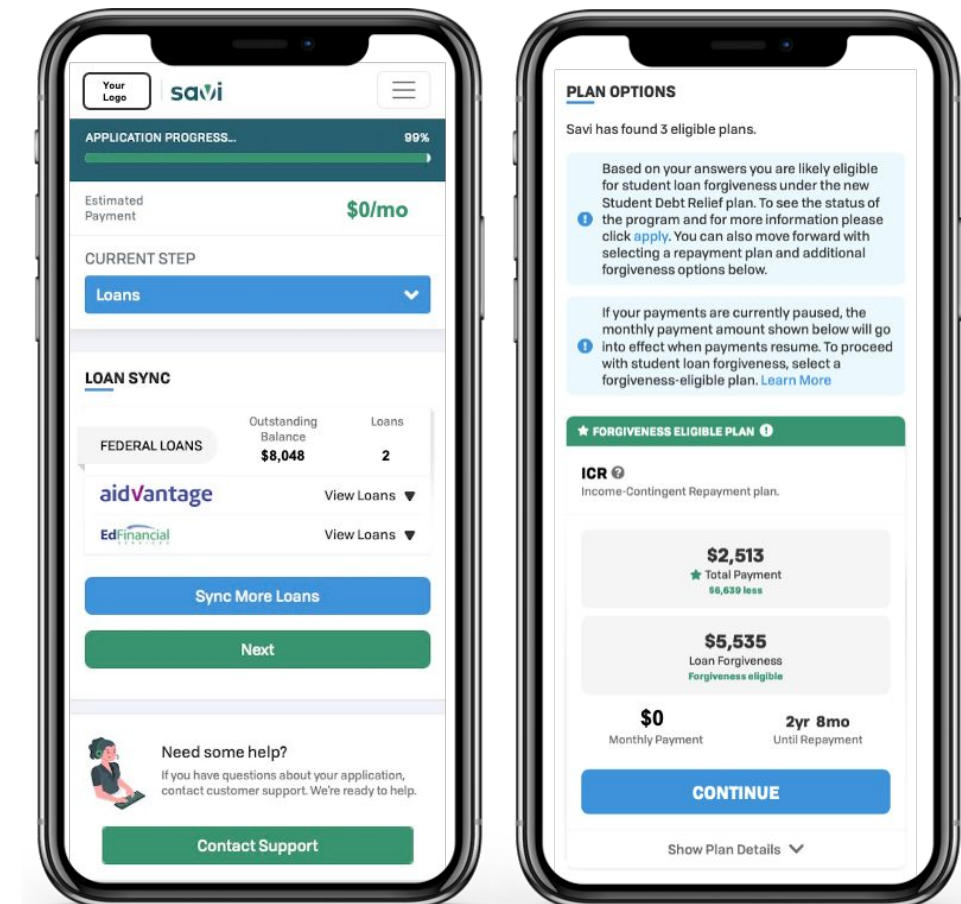 Your
Logo
savi
APPLICATION PROGRESS...
99%
Estimated
Payment
$0/mo
CURRENT STEP
Loans
LOAN SYNC
FEDERAL LOANS
Outstanding
Balance
$8,048
Loans
2
aidvantage
View Loans ▼
EdFinancial
SERVICES
View Loans ▼
Sync More Loans
Next
Need some help?
If you have questions about your application,
contact customer support. We're ready to help.
Contact Support
PLAN OPTIONS
Savi has found 3 eligible plans.
Based on your answers you are likely eligible
for student loan forgiveness under the new
Student Debt Relief plan. To see the status of
the program and for more information please
click apply. You can also move forward with
selecting a repayment plan and additional
forgiveness options below.
If your payments are currently paused, the
monthly payment amount shown below will go
into effect when payments resume. To proceed
with student loan forgiveness, select a
forgiveness-eligible plan. Learn More
★ FORGIVENESS ELIGIBLE PLAN
ICR
Income-Contingent Repayment plan.
$2,513
★ Total Payment
$6,639 less
$5,535
Loan Forgiveness
Forgiveness eligible
$0
Monthly Payment
2yr 8mo
Until Repayment
CONTINUE
Show Plan Details